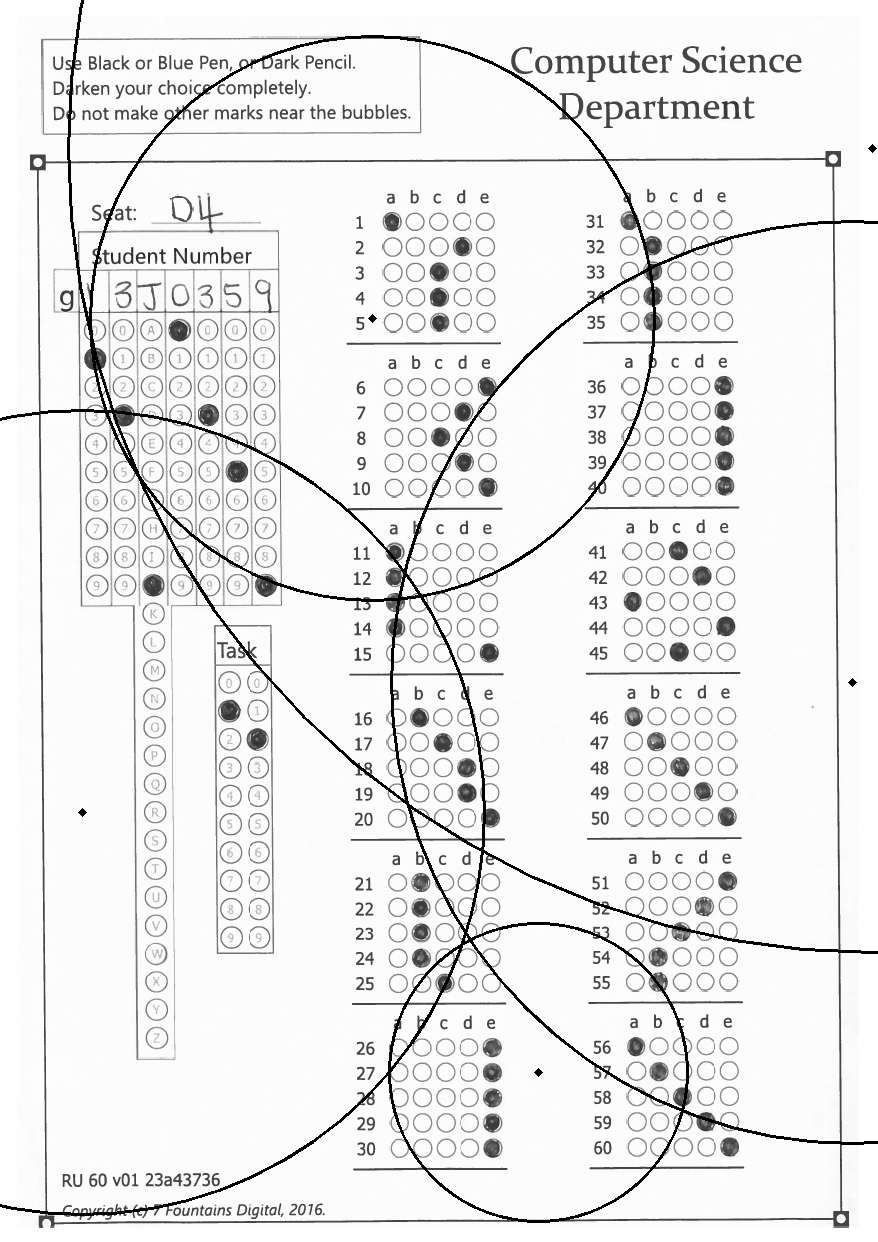 Use Black or Blue Pen, or Dark Pencil.
Darken your choice completely.
Do not make other marks near the bubbles.
Computer Science
Department
Seat: D4
Student Number
g 1 3 J 0 3 5 9
0 0 A 0 0 0
1 B 1 1 1 1
2 2 C 2 2 2 2
3 3 3 3
4 4 E 4 4 4 4
5 5 F 5 5 5
6 6 6 6 6 6
7 7 H 7 7 7 7
8 8 I 8 8 8 8
9 9 9 9 9
K
L
M
N
O
P
Q
R
S
T
U
V
W
X
Y
Z
Task
0 0
1
2
3 3
4 4
5 5
6 6
7 7
8 8
9 9
a b c d e
1
2
3
4
5
a b c d e
6
7
8
9
10
a b c d e
11
12
13
14
15
a b c d e
16
17
18
19
20
a b c d e
21
22
23
24
25
a b c d e
26
27
28
29
30
a b c d e
31
32
33
34
35
a b c d e
36
37
38
39
40
a b c d e
41
42
43
44
45
a b c d e
46
47
48
49
50
a b c d e
51
52
53
54
55
a b c d e
56
57
58
59
60
RU 60 v01 23a43736
Copyright (c) 7 Fountains Digital, 2016.